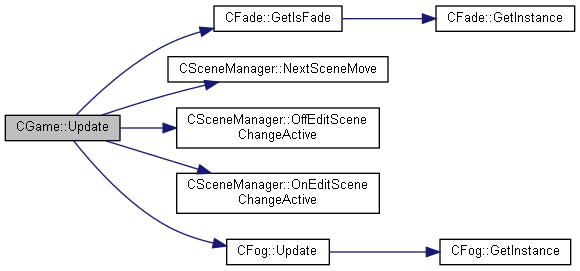 CFade::GetIsFade
CFade::GetInstance
CSceneManager::NextSceneMove
CGame::Update
CSceneManager::OffEditScene
ChangeActive
CSceneManager::OnEditScene
ChangeActive
CFog::Update
CFog::GetInstance